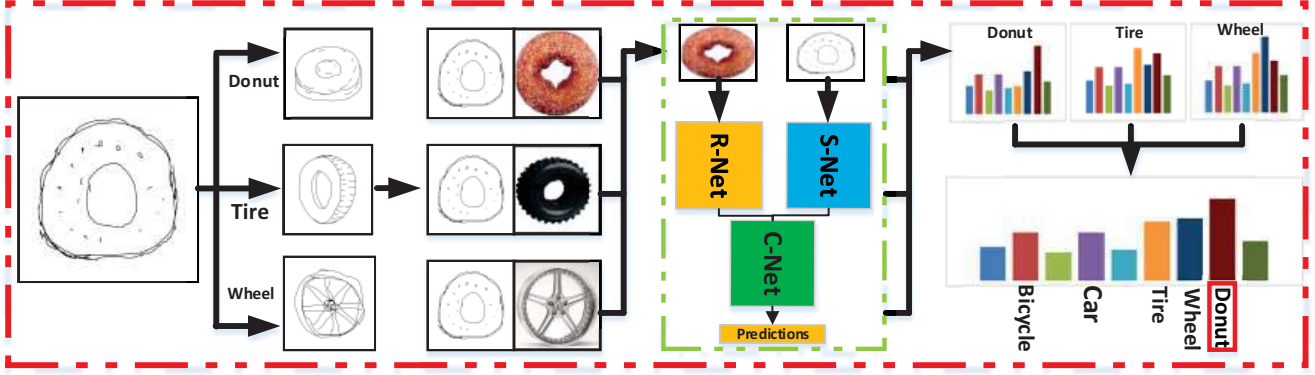 Donut
Tire
Wheel
R-Net
S-Net
C-Net
Predictions
Donut
Tire
Wheel
Bicycle
Car
Tire
Wheel
Donut